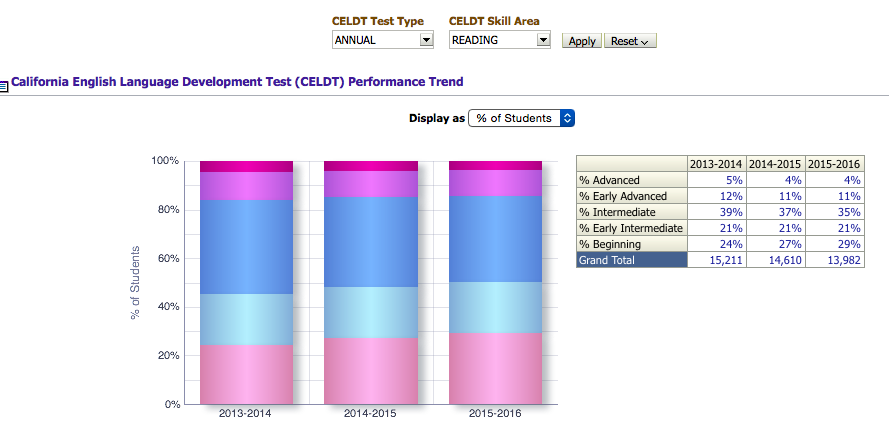 CELDT Test Type CELDT Skill Area
ANNUAL READING Apply Reset
California English Language Development Test (CELDT) Performance Trend
Display as % of Students
100%
80%
60%
40%
20%
0%
% of Students
2013-2014 2014-2015 2015-2016
2013-2014 2014-2015 2015-2016
% Advanced 5% 4% 4%
% Early Advanced 12% 11% 11%
% Intermediate 39% 37% 35%
% Early Intermediate 21% 21% 21%
% Beginning 24% 27% 29%
Grand Total 15,211 14,610 13,982